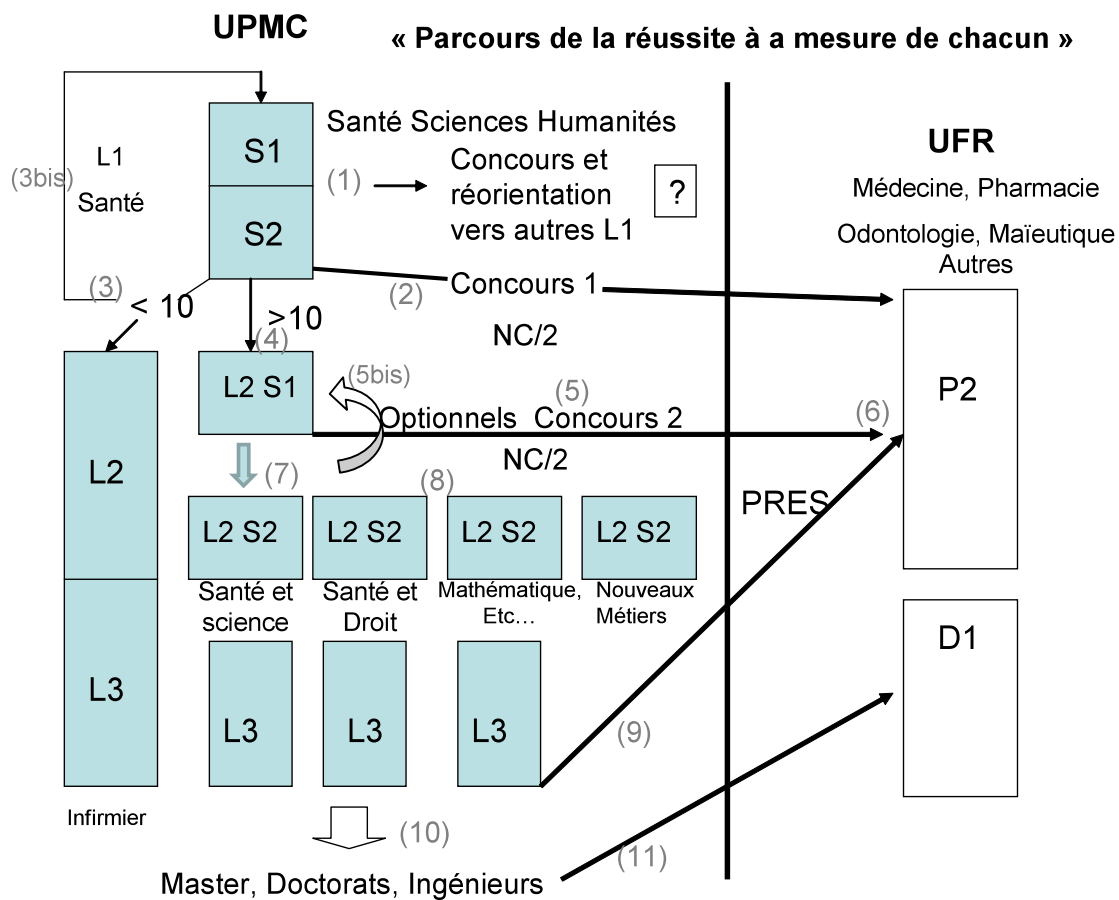 UPMC
« Parcours de la réussite à a mesure de chacun »
S1
Santé Sciences Humanités
L1
Santé
(3bis)
(1)
Concours et
réorientation
vers autres L1
?
UFR
Médecine, Pharmacie
Odontologie, Maïeutique
Autres
S2
(3)
< 10
>10
(4)
(2)
Concours 1
NC/2
L2 S1
(5bis)
(5)
Optionnels Concours 2
NC/2
(6)
P2
L2
(7)
(8)
PRES
L2 S2
L2 S2
L2 S2
L2 S2
Santé et
science
Santé et
Droit
Mathématique,
Etc…
Nouveaux
Métiers
D1
L3
L3
L3
L3
(9)
Infirmier
(10)
(11)
Master, Doctorats, Ingénieurs